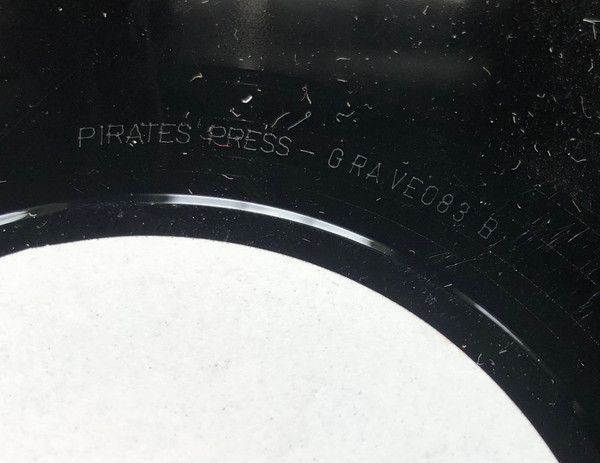 PIRATES PRESS - GRAVE083 B